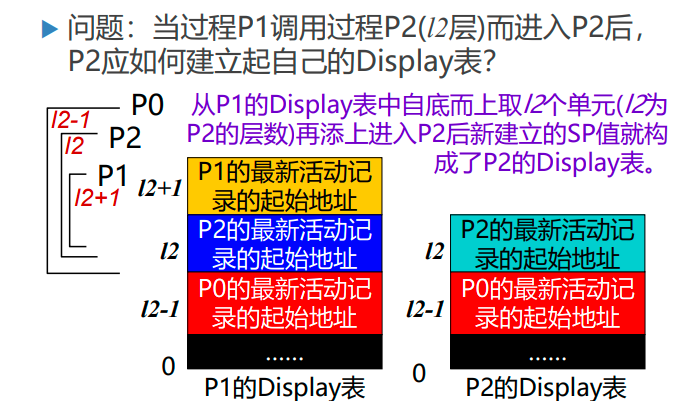 问题：当过程P1调用过程P2(l2层)而进入P2后，
P2应如何建立起自己的Display表？
从P1的Display表中自底而上取l2个单元(l2为
P2的层数)再添上进入P2后新建立的SP值就构
成了P2的Display表。
P0
l2-1
P2
l2
P1
l2+1
l2+1
P1的最新活动记
录的起始地址
l2
P2的最新活动记
录的起始地址
l2-1
P0的最新活动记
录的起始地址
0
......
P1的Display表
l2
P2的最新活动记
录的起始地址
l2-1
P0的最新活动记
录的起始地址
0
......
P2的Display表